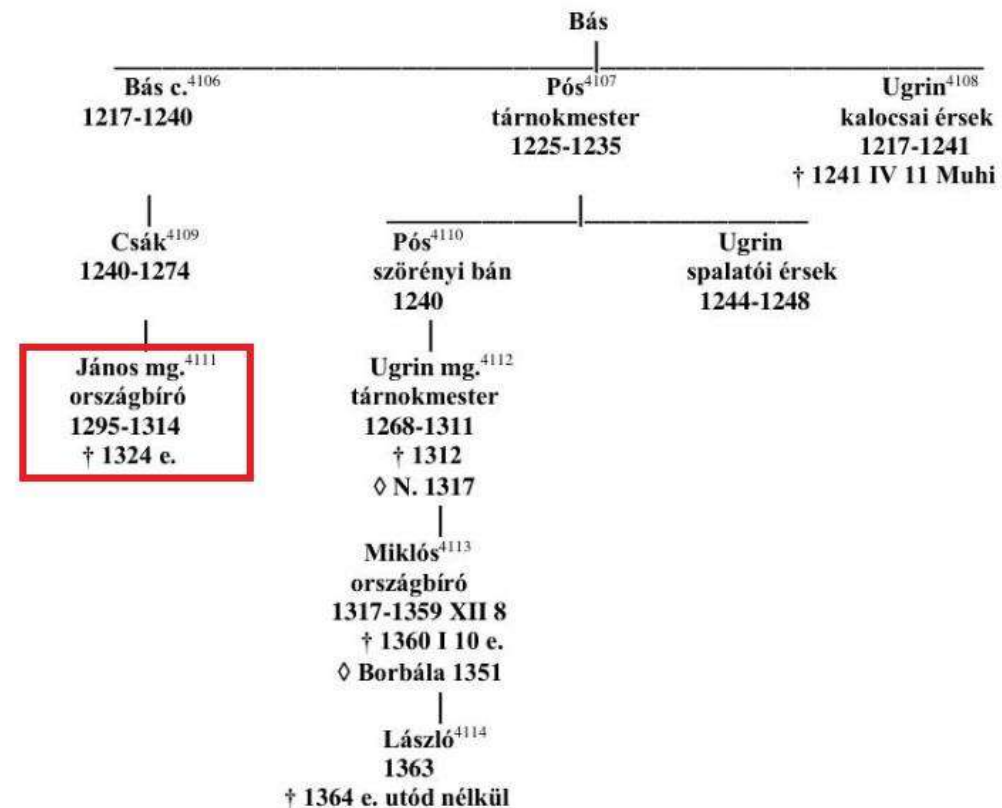 Bás
Bás c.4106
1217-1240
Pós4107
tárnokmester
1225-1235
Ugrin4108
kalocsai érsek
1217-1241
† 1241 IV 11 Muhi
Csák4109
1240-1274
Pós4110
szörényi bán
1240
Ugrin
spalatói érsek
1244-1248
János mg.4111
országbíró
1295-1314
† 1324 e.
Ugrin mg.4112
tárnokmester
1268-1311
† 1312
◊ N. 1317
Miklós4113
országbíró
1317-1359 XII 8
† 1360 I 10 e.
◊ Borbála 1351
László4114
1363
† 1364 e. utód nélkül